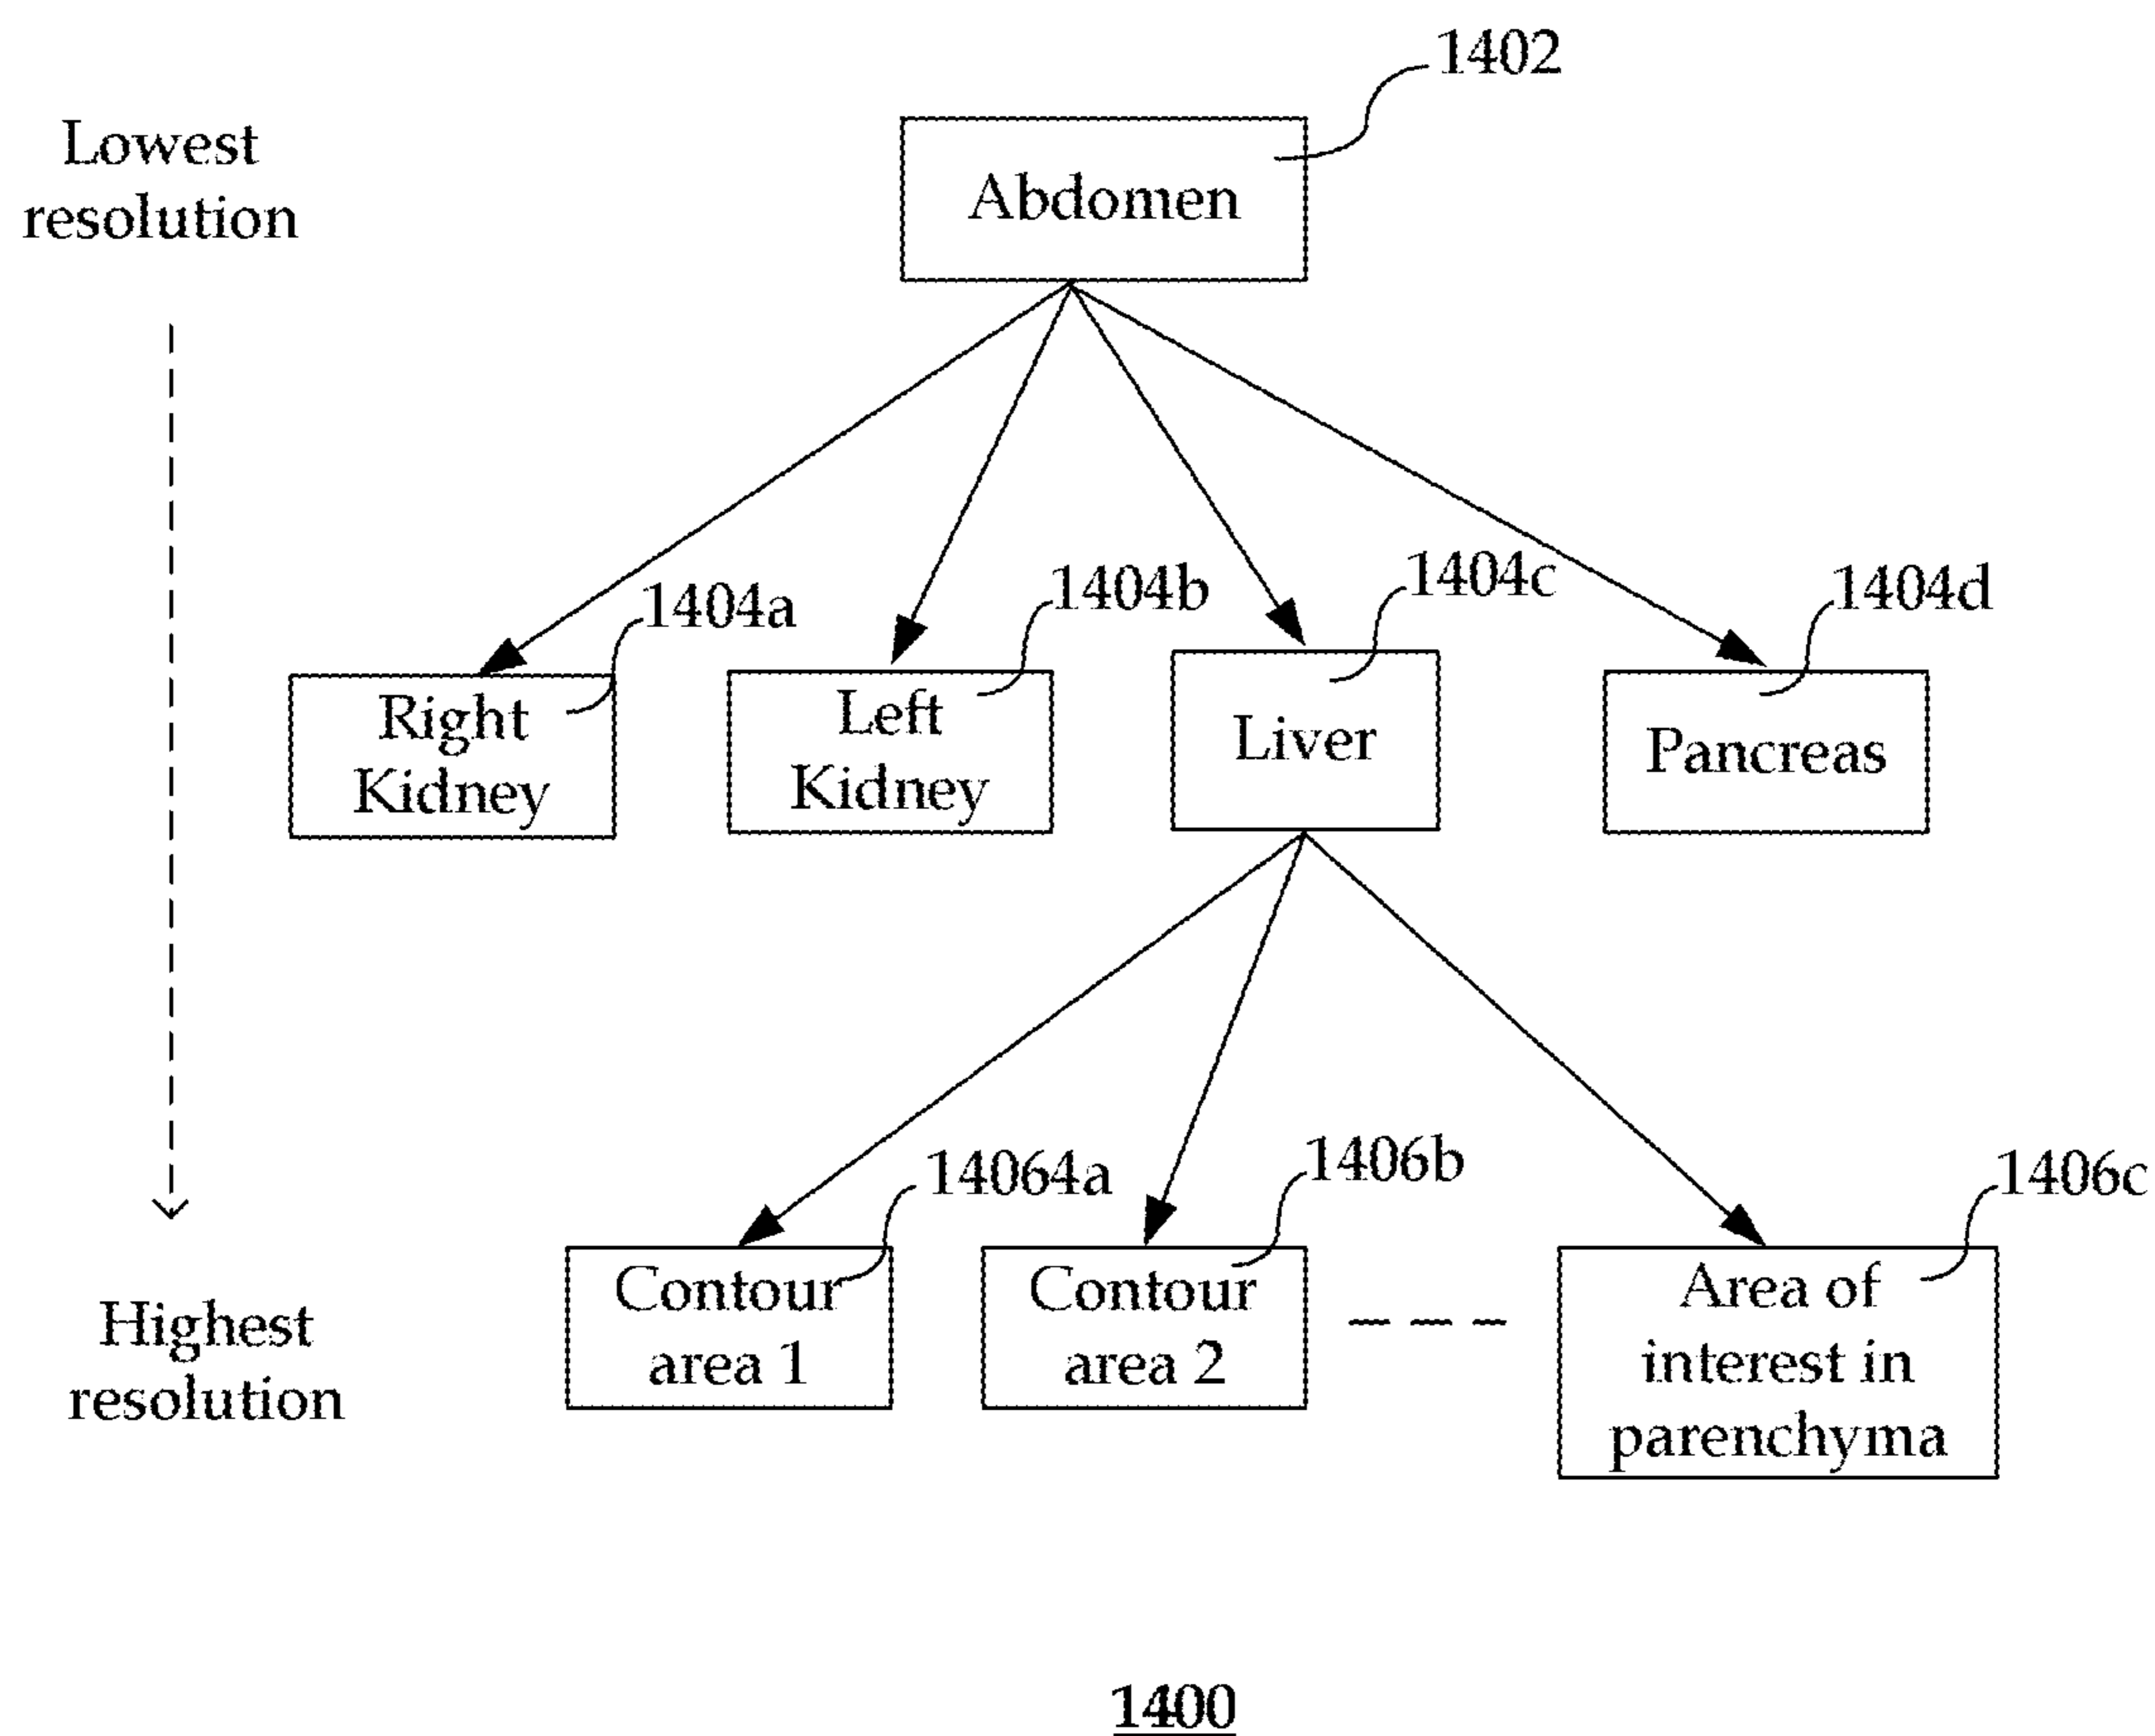 1402
Lowest
resolution
Abdomen
1404a
1404b
1404c
1404d
Right
Kidney
Left
Kidney
Liver
Pancreas
14064a
1406b
1406c
Highest
resolution
Contour
area 1
Contour
area 2
Area of
interest in
parenchyma
1400